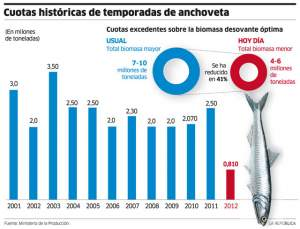 Cuotas históricas de temporadas de anchoveta
(En millones
de toneladas)
Cuotas excedentes sobre la biomasa desovante óptima
USUAL
Total biomasa mayor
HOY DÍA
Total biomasa menor
7-10
millones de
toneladas
Se ha
reducido
en 41%
4-6
millones de
toneladas
3,0
2,0
3,50
2,50
2,50
2,0
2,0
2,0
2,070
2,50
0,810
2001
2002
2003
2004
2005
2006
2007
2008
2009
2010
2011
2012
Fuente: Ministerio de la Producción
LA REPÚBLICA